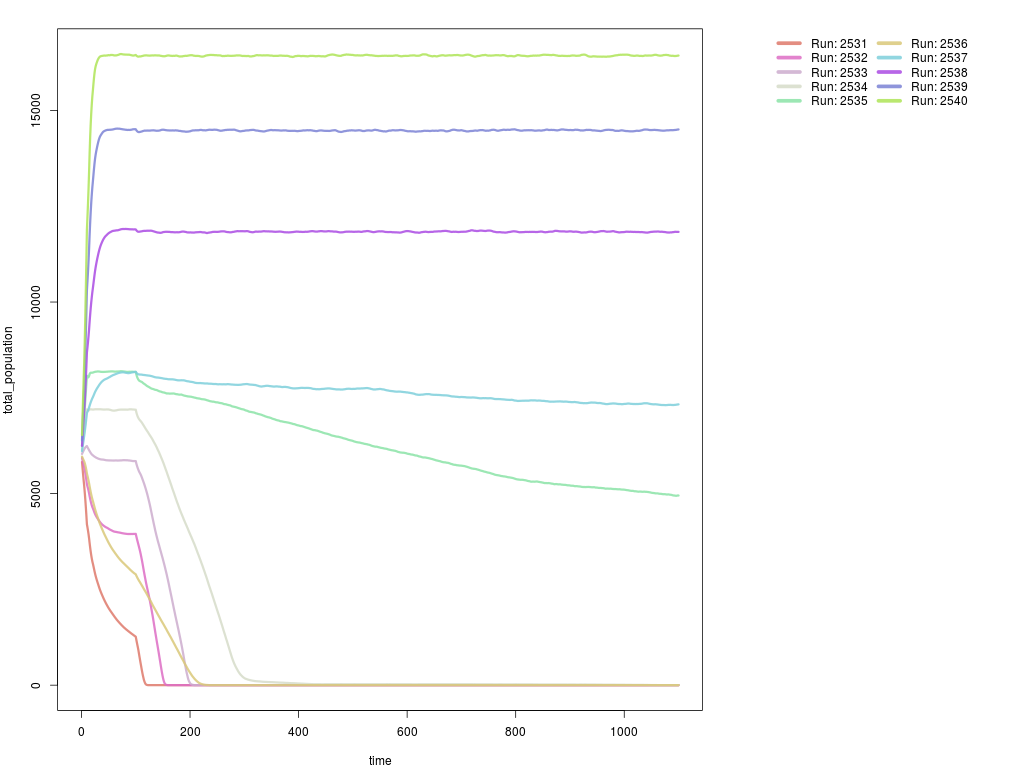 total_population
15000
10000
5000
0
0 200 400 600 800 1000
time
Run: 2531 Run: 2536
Run: 2532 Run: 2537
Run: 2533 Run: 2538
Run: 2534 Run: 2539
Run: 2535 Run: 2540